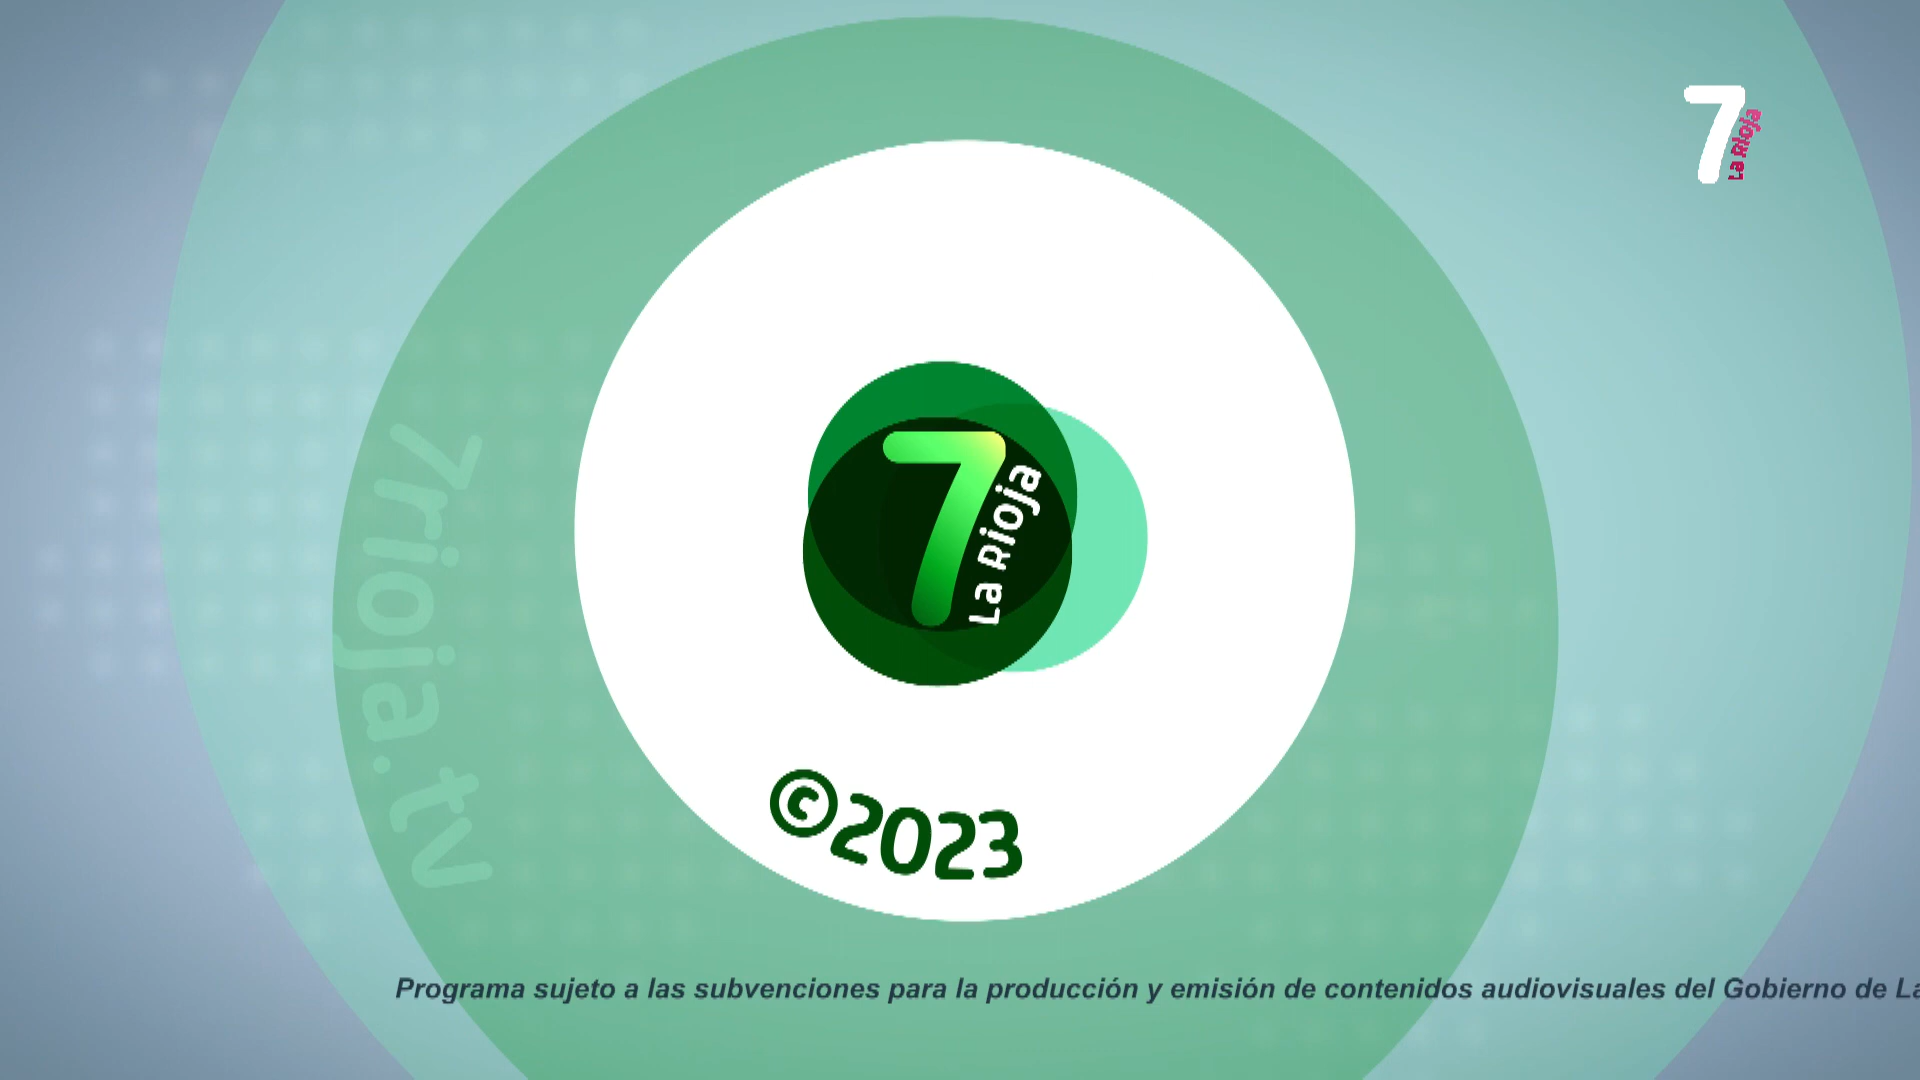 7 La Rioja
7 La Rioja
7rioja.tv
©2023
Programa sujeto a las subvenciones para la producción y emisión de contenidos audiovisuales del Gobierno de La